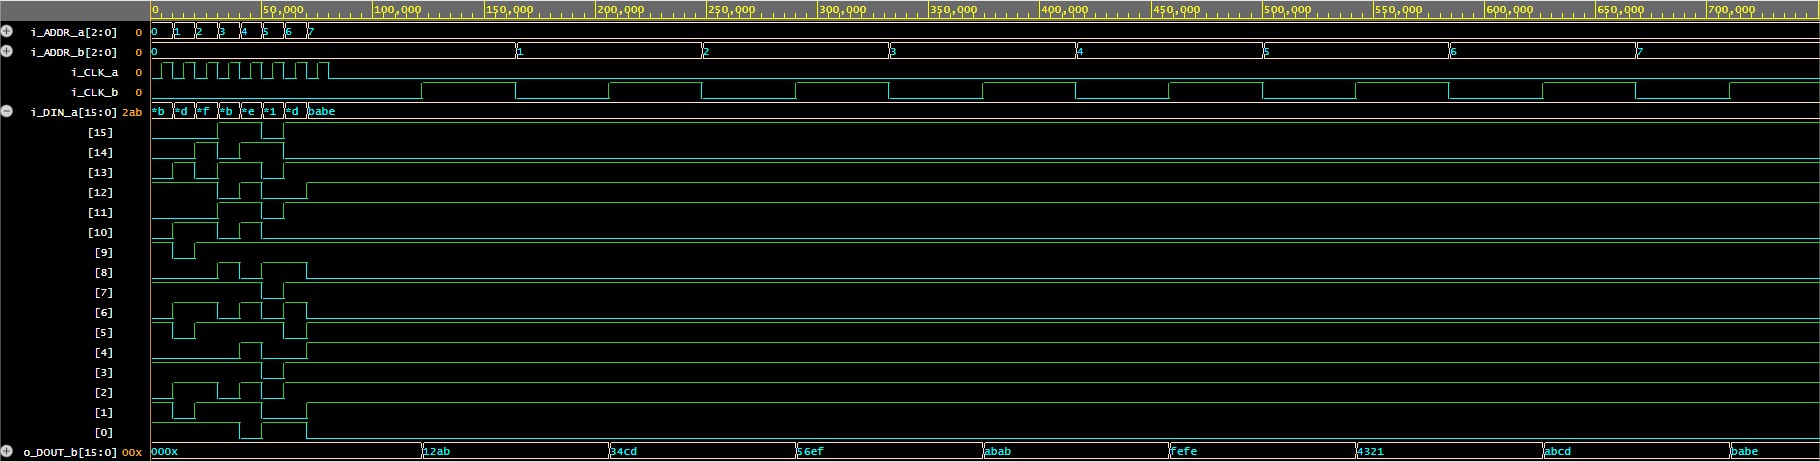 0 50,000 100,000 150,000 200,000 250,000 300,000 350,000 400,000 450,000 500,000 550,000 600,000 650,000 700,000
i_ADDR_a[2:0] 0 0 1 2 3 4 5 6 7
i_ADDR_b[2:0] 0 0 1 2 3 4 5 6 7
i_CLK_a 0
i_CLK_b 0
i_DIN_a[15:0] 2ab *b *d *f *b *e *1 *d babe
[15]
[14]
[13]
[12]
[11]
[10]
[9]
[8]
[7]
[6]
[5]
[4]
[3]
[2]
[1]
[0]
o_DOUT_b[15:0] 00x 000x 12ab 34cd 56ef abab fefe 4321 abcd babe